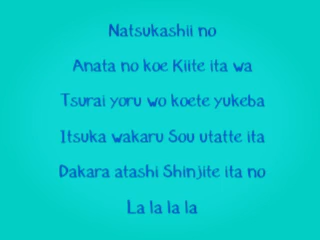 Natsukashii no
Anata no koe Kiite ita wa
Tsurai yoru wo koete yukeba
Itsuka wakaru Sou utatte ita
Dakara atashi Shinjite ita no
La la la la